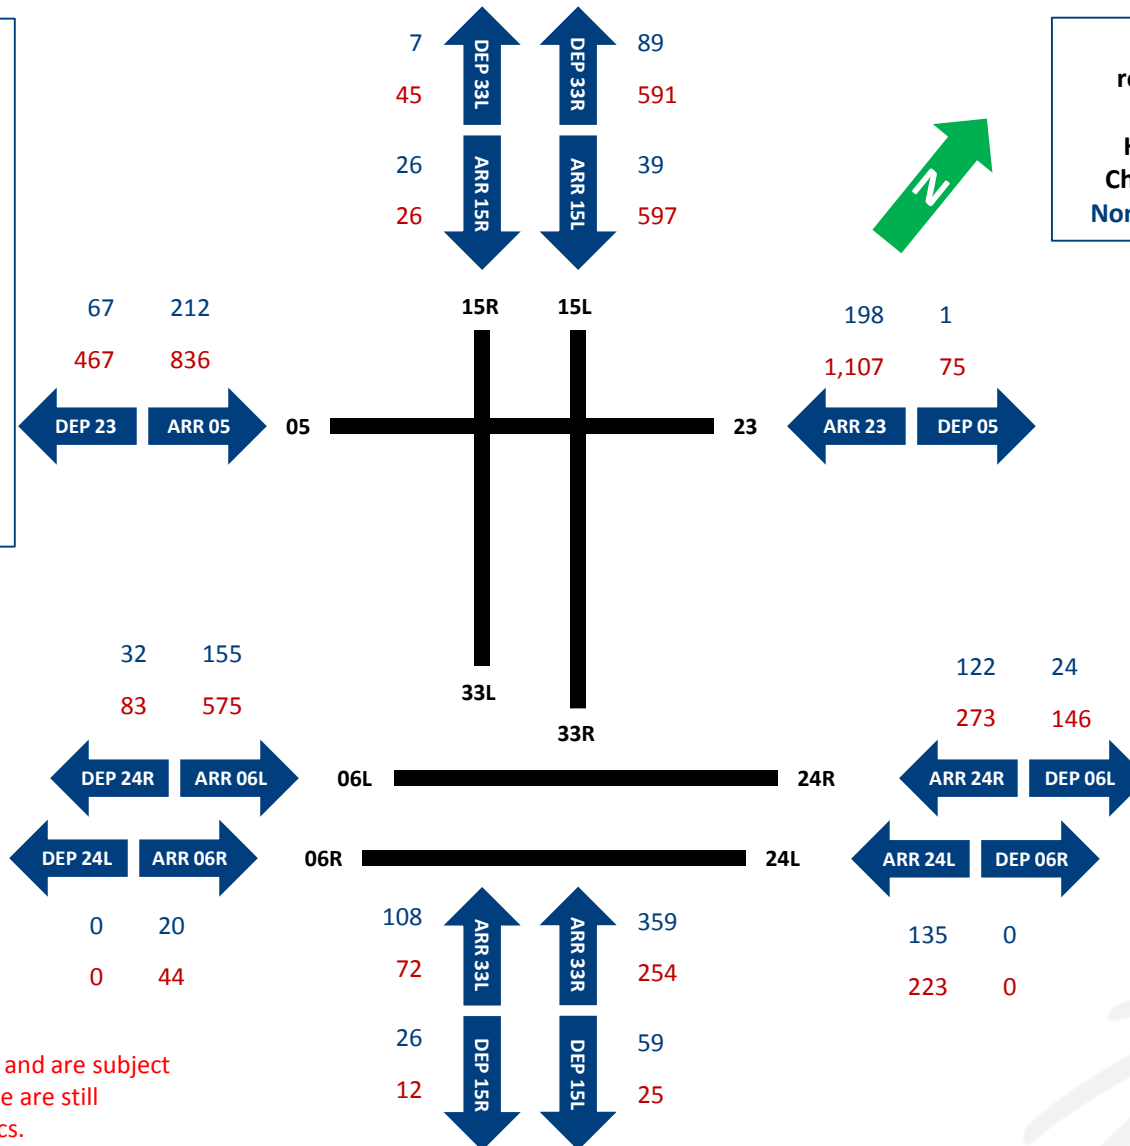 7 DEP 33L DEP 33R 89
45 591
26 ARR 15R ARR 15L 39
26 597
N
67 212 15R 15L 198 1
467 836 1,107 75
DEP 23 ARR 05 05 23 ARR 23 DEP 05
32 155 122 24
83 575 33L 273 146
33R
DEP 24R ARR 06L 06L 24R ARR 24R DEP 06L
DEP 24L ARR 06R 06R 24L ARR 24L DEP 06R
0 20 108 ARR 33L ARR 33R 359 135 0
0 44 72 254 223 0
26 DEP 15R DEP 15L 59
12 25
and are subject
e are still
cs.